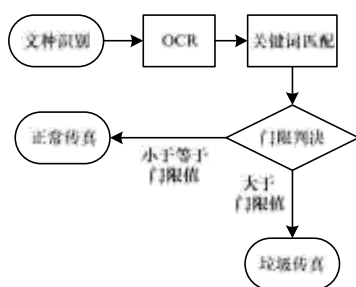 文种识别
OCR
关键词匹配
正常传真
小于等于
门限值
门限判决
大于
门限值
垃圾传真